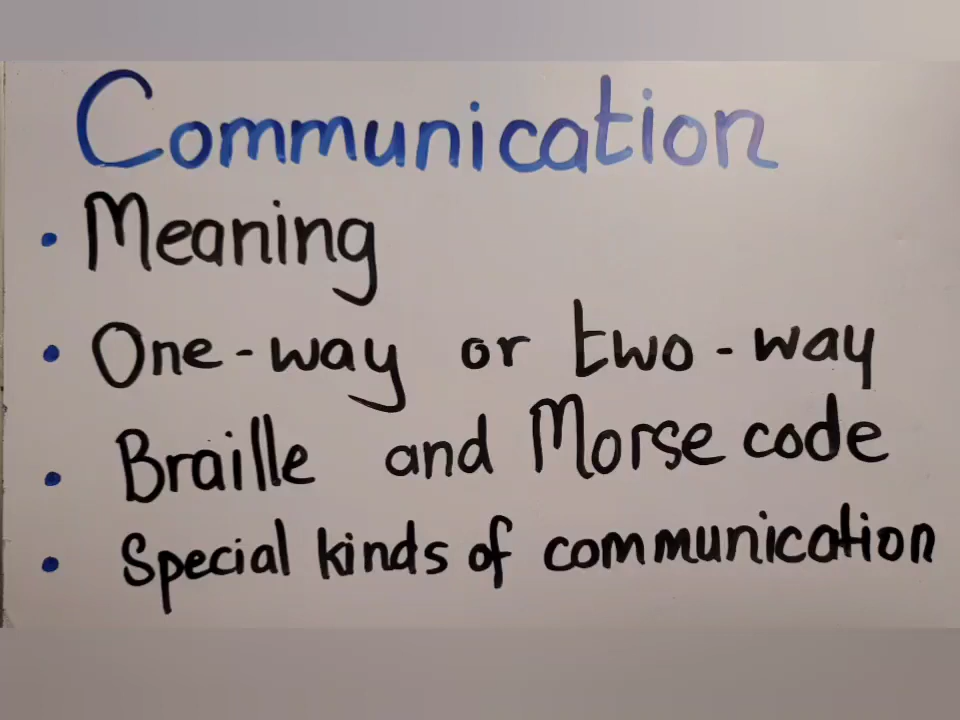 Communication
• Meaning
• One-way or two-way
• Braille and Morse code
• Special kinds of communication